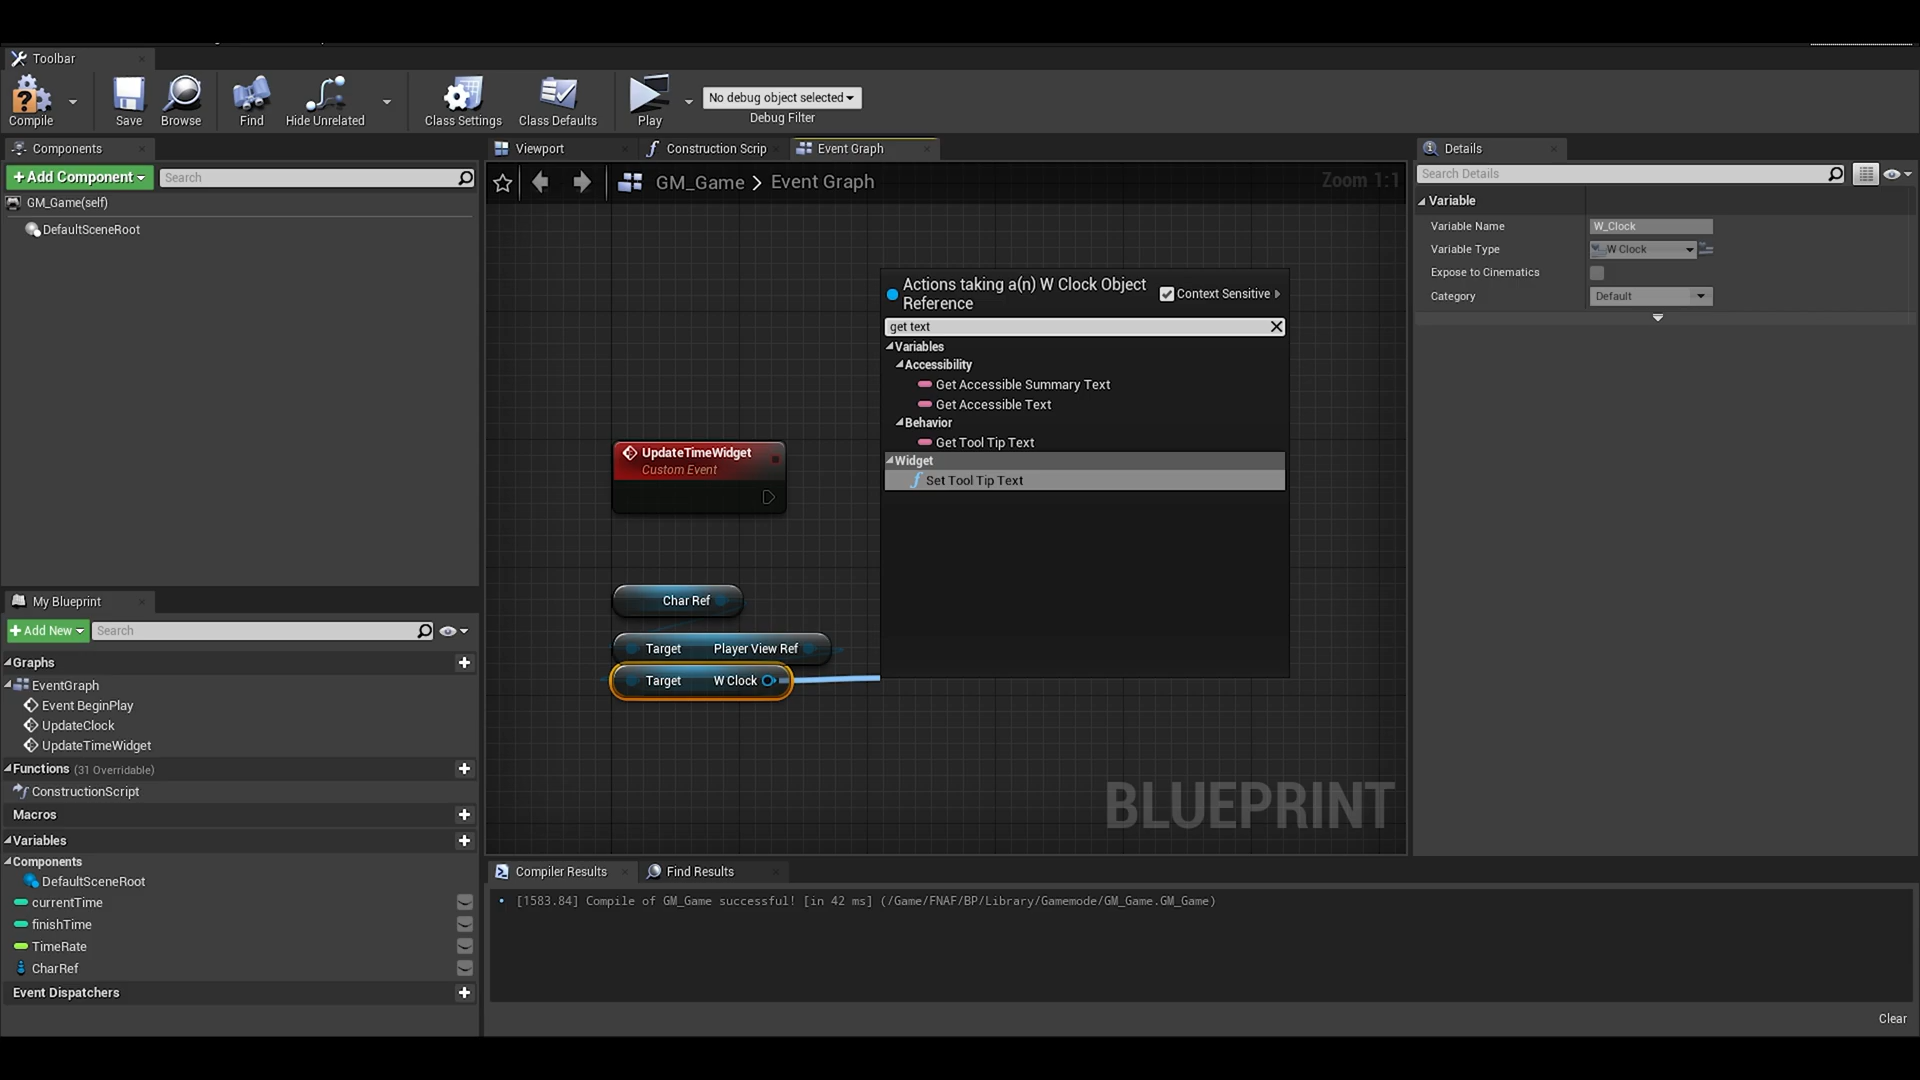 Toolbar
Compile
Save
Browse
Find
Hide Unrelated
Class Settings
Class Defaults
Play
No debug object selected
Debug Filter
Components
+Add Component
Search
GM_Game(self)
DefaultSceneRoot
My Blueprint
+Add New
Search
Graphs
EventGraph
Event BeginPlay
UpdateClock
UpdateTimeWidget
Functions (31 Overridable)
ConstructionScript
Macros
Variables
Components
DefaultSceneRoot
currentTime
finishTime
TimeRate
CharRef
Event Dispatchers
Viewport
Construction Scrip
Event Graph
GM_Game > Event Graph
Zoom 1:1
UpdateTimeWidget
Custom Event
Char Ref
Target Player View Ref
Target W Clock
Actions taking a(n) W Clock Object
Reference
Context Sensitive
get text
Variables
Accessibility
Get Accessible Summary Text
Get Accessible Text
Behavior
Get Tool Tip Text
Widget
f Set Tool Tip Text
BLUEPRINT
Compiler Results
Find Results
[1583.84] Compile of GM_Game successful! [in 42 ms] (/Game/FNAF/BP/Library/Gamemode/GM_Game.GM_Game)
Clear
Details
Search Details
Variable
Variable Name W_Clock
Variable Type W Clock
Expose to Cinematics
Category Default